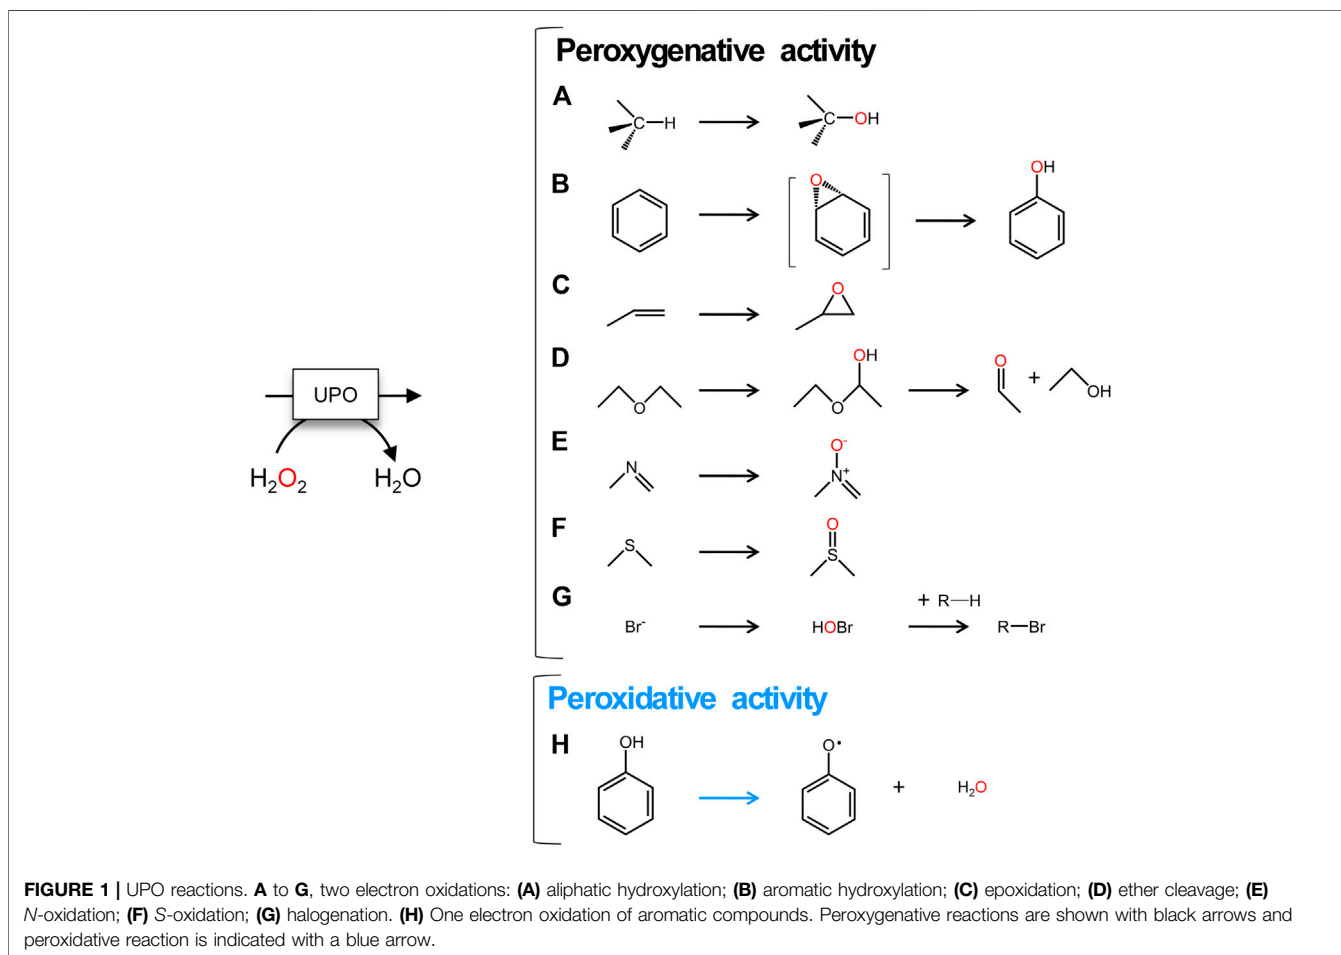 Peroxygenative activity
A
C H
C OH
B
O
OH
C
O
D
O
OH
O
O
+
OH
UPO
H₂O₂
H₂O
E
N
O⁻
N⁺
F
S
O
S
G
Br⁻
HOBr
+ R—H
R—Br
Peroxidative activity
H
OH
O•
+
H₂O
FIGURE 1 | UPO reactions. A to G, two electron oxidations: (A) aliphatic hydroxylation; (B) aromatic hydroxylation; (C) epoxidation; (D) ether cleavage; (E)
N-oxidation; (F) S-oxidation; (G) halogenation. (H) One electron oxidation of aromatic compounds. Peroxygenative reactions are shown with black arrows and
peroxidative reaction is indicated with a blue arrow.